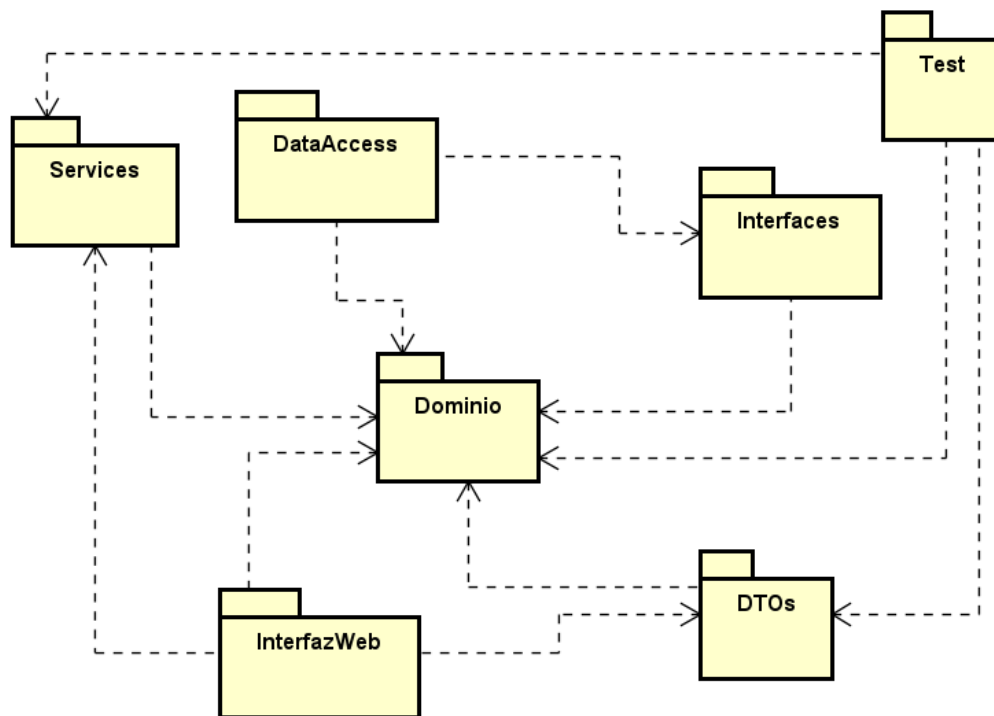 Test
DataAccess
Services
Interfaces
Dominio
DTOs
InterfazWeb